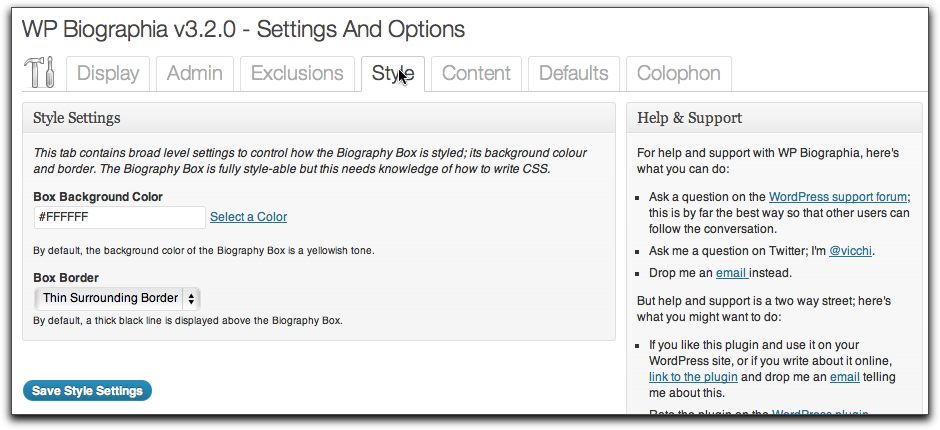 WP Biographia v3.2.0 - Settings And Options
Display
Admin
Exclusions
Style
Content
Defaults
Colophon
Style Settings
This tab contains broad level settings to control how the Biography Box is styled; its background colour
and border. The Biography Box is fully style-able but this needs knowledge of how to write CSS.
Box Background Color
#FFFFFF Select a Color
By default, the background color of the Biography Box is a yellowish tone.
Box Border
Thin Surrounding Border
By default, a thick black line is displayed above the Biography Box.
Save Style Settings
Help & Support
For help and support with WP Biographia, here's
what you can do:
Ask a question on the WordPress support forum;
this is by far the best way so that other users can
follow the conversation.
Ask me a question on Twitter; I'm @vicchi.
Drop me an email instead.
But help and support is a two way street; here's
what you might want to do:
If you like this plugin and use it on your
WordPress site, or if you write about it online,
link to the plugin and drop me an email telling
me about this.
Rate the plugin on the WordPress plugin